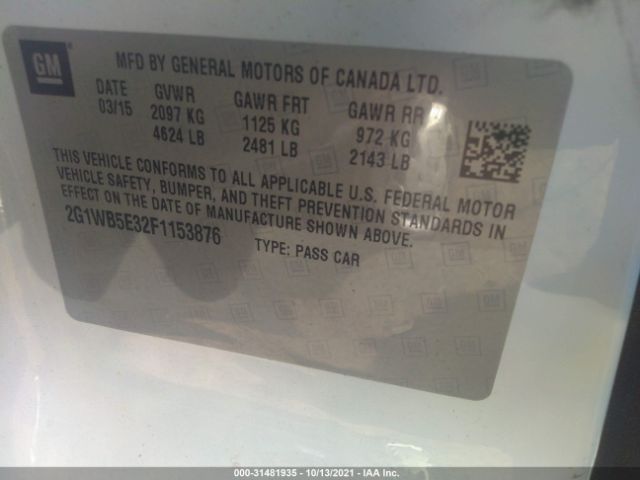 GM
MFD BY GENERAL MOTORS OF CANADA LTD.
DATE GVWR GAWR FRT GAWR RR
03/15 2097 KG 1125 KG 972 KG
4624 LB 2481 LB 2143 LB
THIS VEHICLE CONFORMS TO ALL APPLICABLE U.S. FEDERAL MOTOR
VEHICLE SAFETY, BUMPER, AND THEFT PREVENTION STANDARDS IN
EFFECT ON THE DATE OF MANUFACTURE SHOWN ABOVE.
2G1WB5E32F1153876 TYPE: PASS CAR
000-31481935 - 10/13/2021 - IAA Inc.